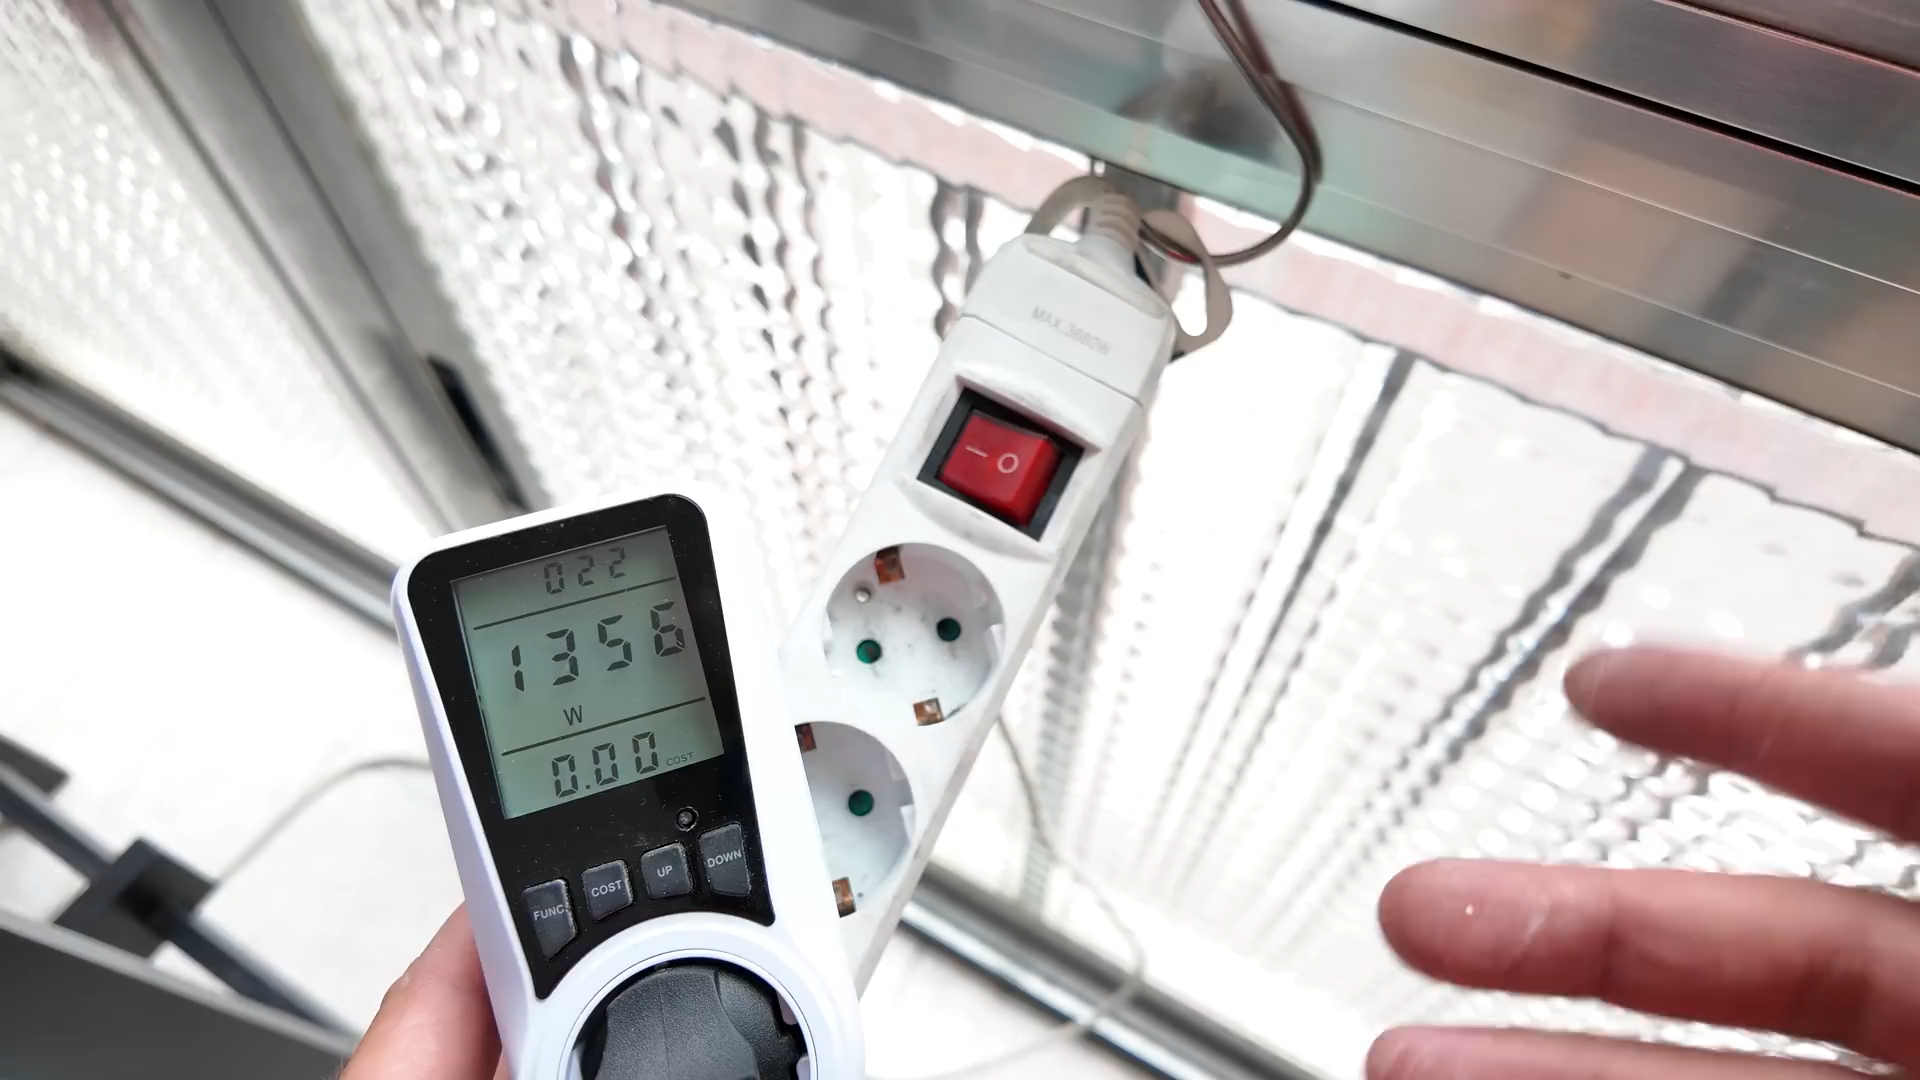 MAX.3680W
— O
022
1356
W
0.00 COST
FUNC
COST
UP
DOWN